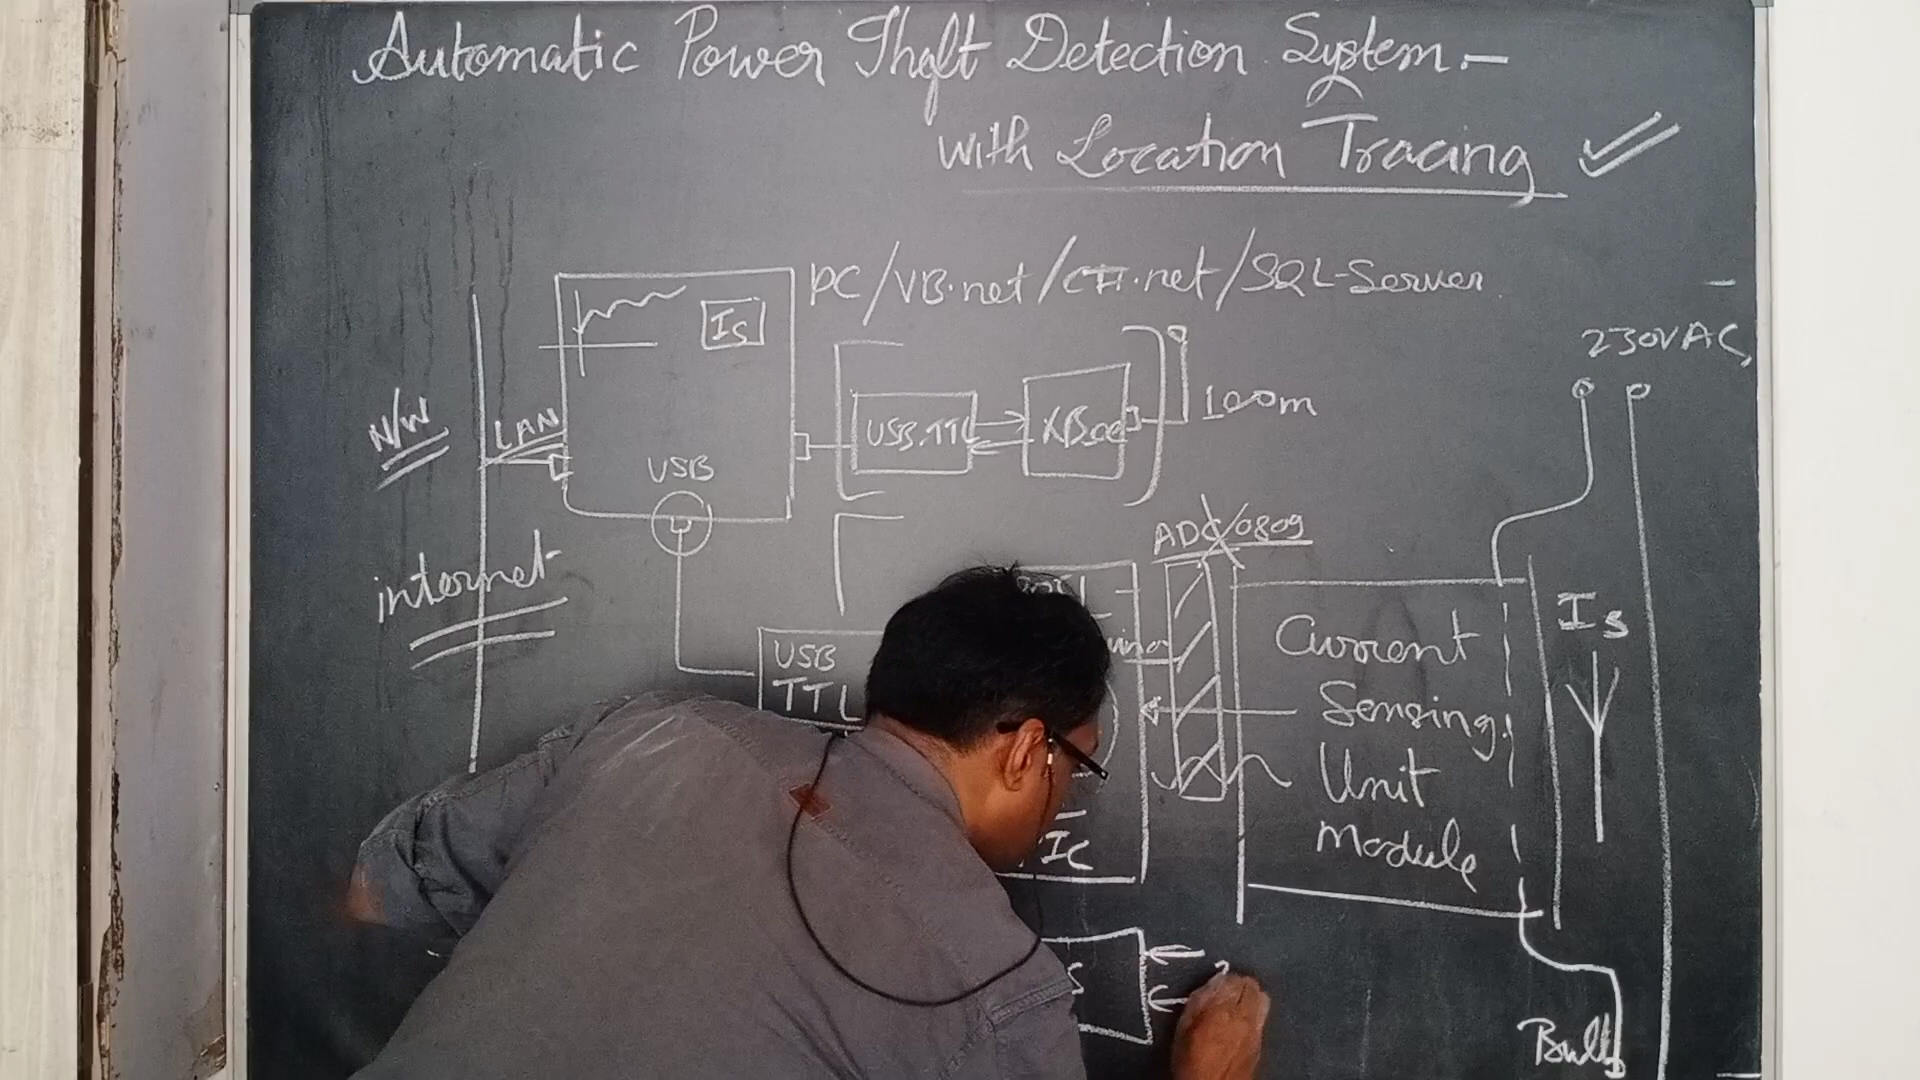 Automatic Power Theft Detection System:-
with Location Tracing
PC/VB.net/C#.net/SQL-Server
Is
230VAC,
N/W
LAN
USB
USB.TTL
XBee
100m
ADC/0809
internet
USB
TTL
Current
Sensing
Unit
Module
Is
IC
S
Bulb